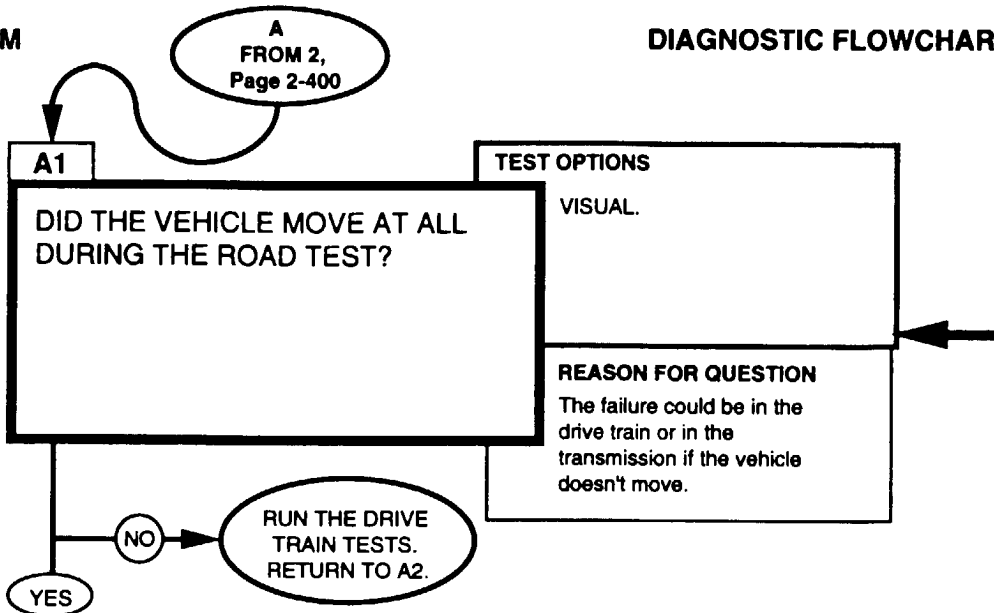 M
DIAGNOSTIC FLOWCHAR
A
FROM 2,
Page 2-400
A1
DID THE VEHICLE MOVE AT ALL
DURING THE ROAD TEST?
TEST OPTIONS
VISUAL.
REASON FOR QUESTION
The failure could be in the
drive train or in the
transmission if the vehicle
doesn't move.
NO
RUN THE DRIVE
TRAIN TESTS.
RETURN TO A2.
YES